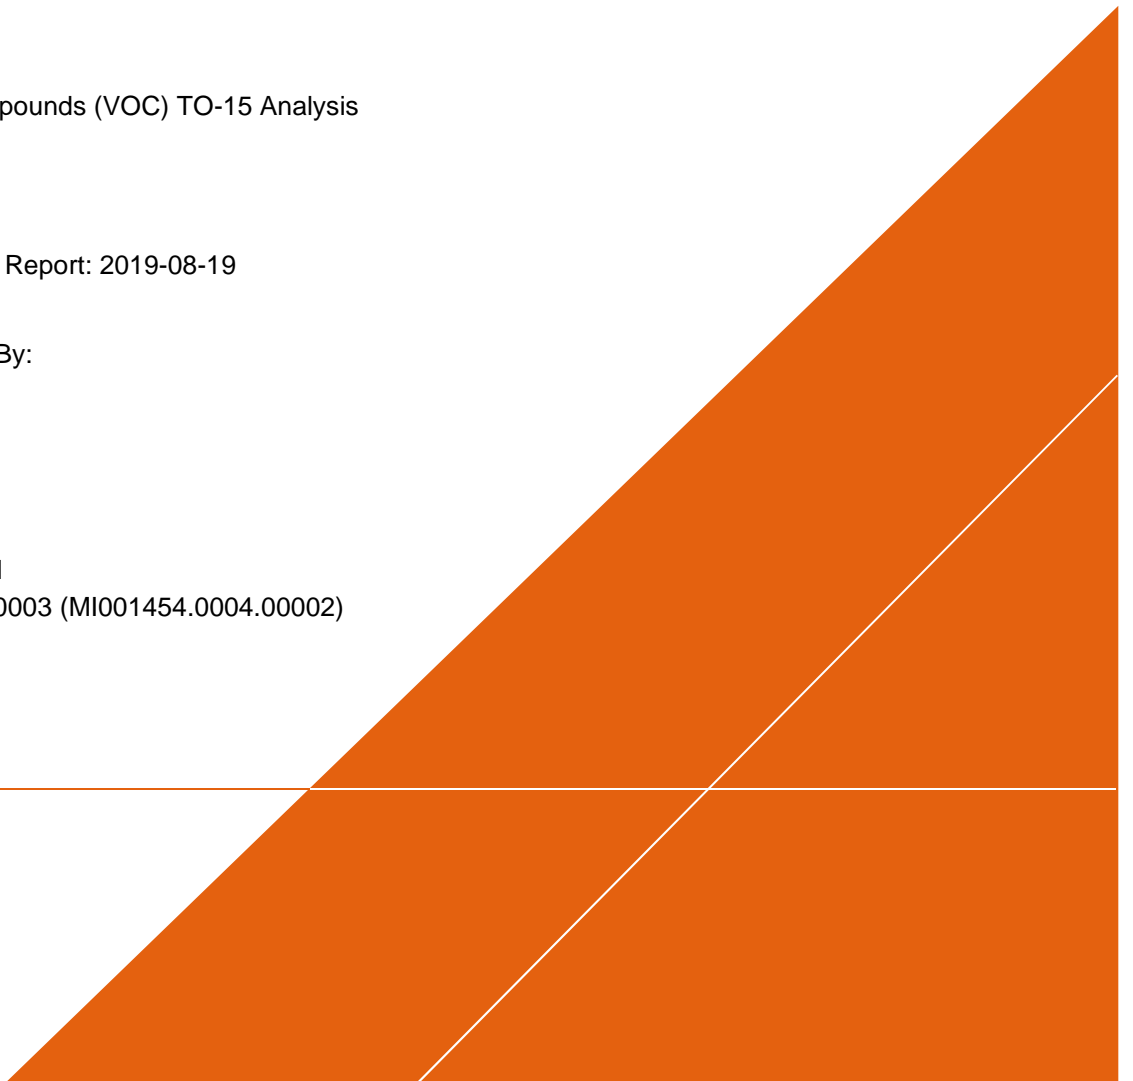 pounds (VOC) TO-15 Analysis
Report: 2019-08-19
By:
0003 (MI001454.0004.00002)